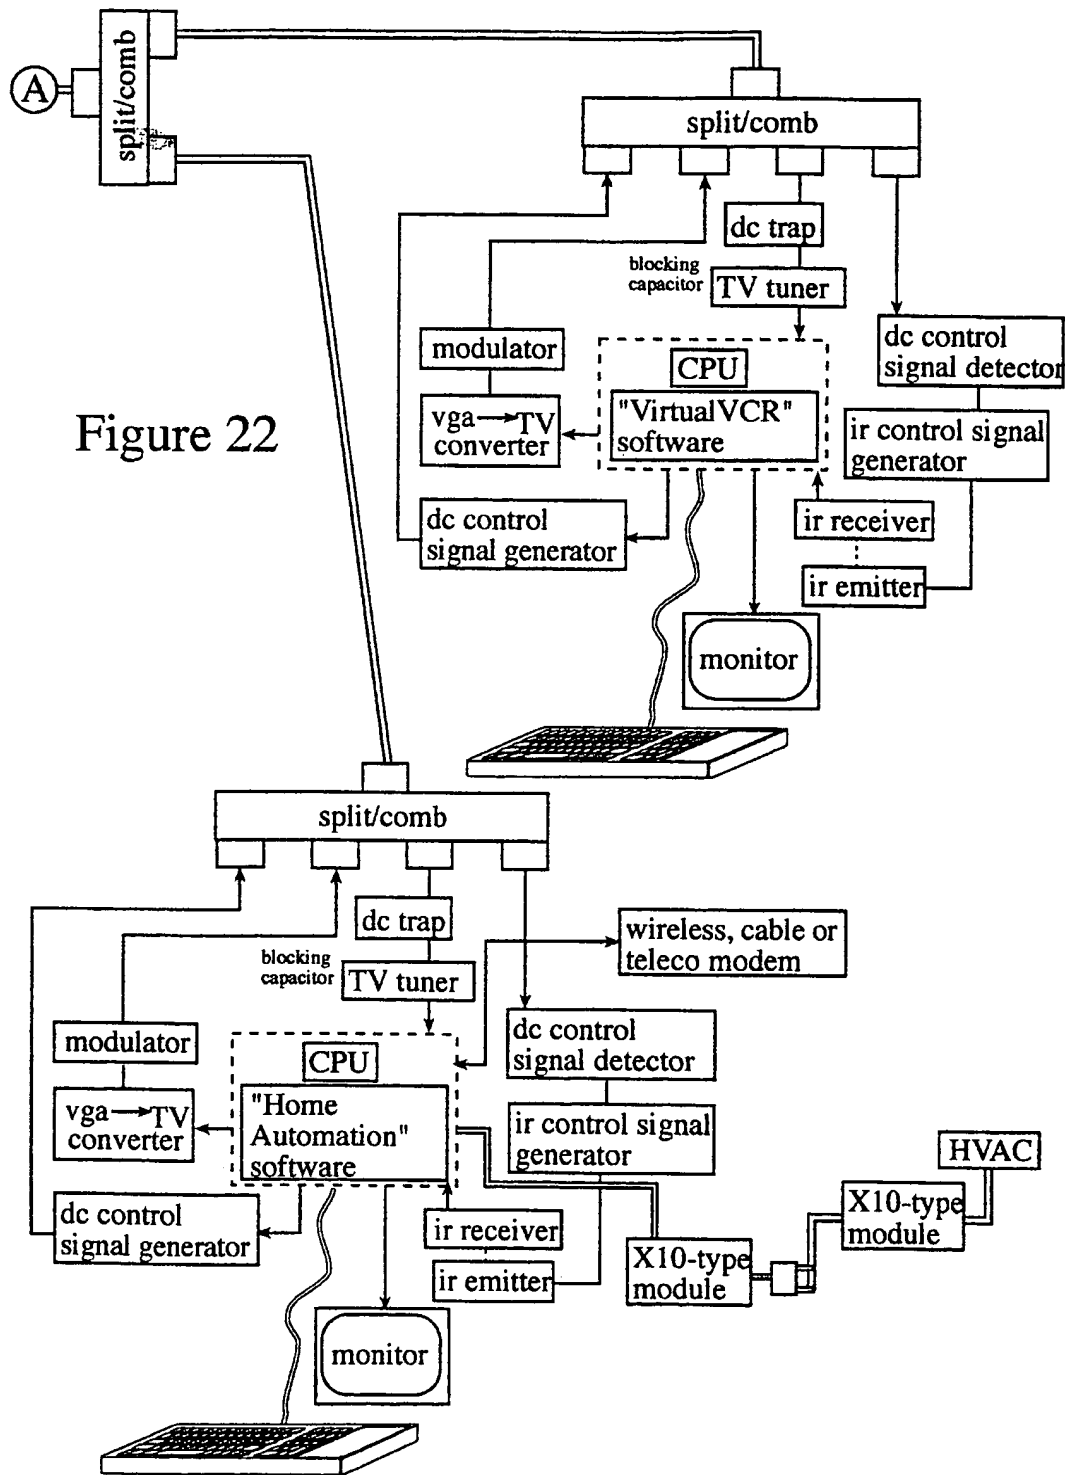 A
split/comb
split/comb
dc trap
blocking
capacitor
TV tuner
modulator
CPU
dc control
signal detector
Figure 22
vga→TV
converter
"VirtualVCR"
software
ir control signal
generator
dc control
signal generator
ir receiver
ir emitter
monitor
split/comb
dc trap
wireless, cable or
teleco modem
blocking
capacitor
TV tuner
modulator
CPU
dc control
signal detector
vga→TV
converter
"Home
Automation"
software
ir control signal
generator
HVAC
X10-type
module
dc control
signal generator
ir receiver
ir emitter
X10-type
module
monitor